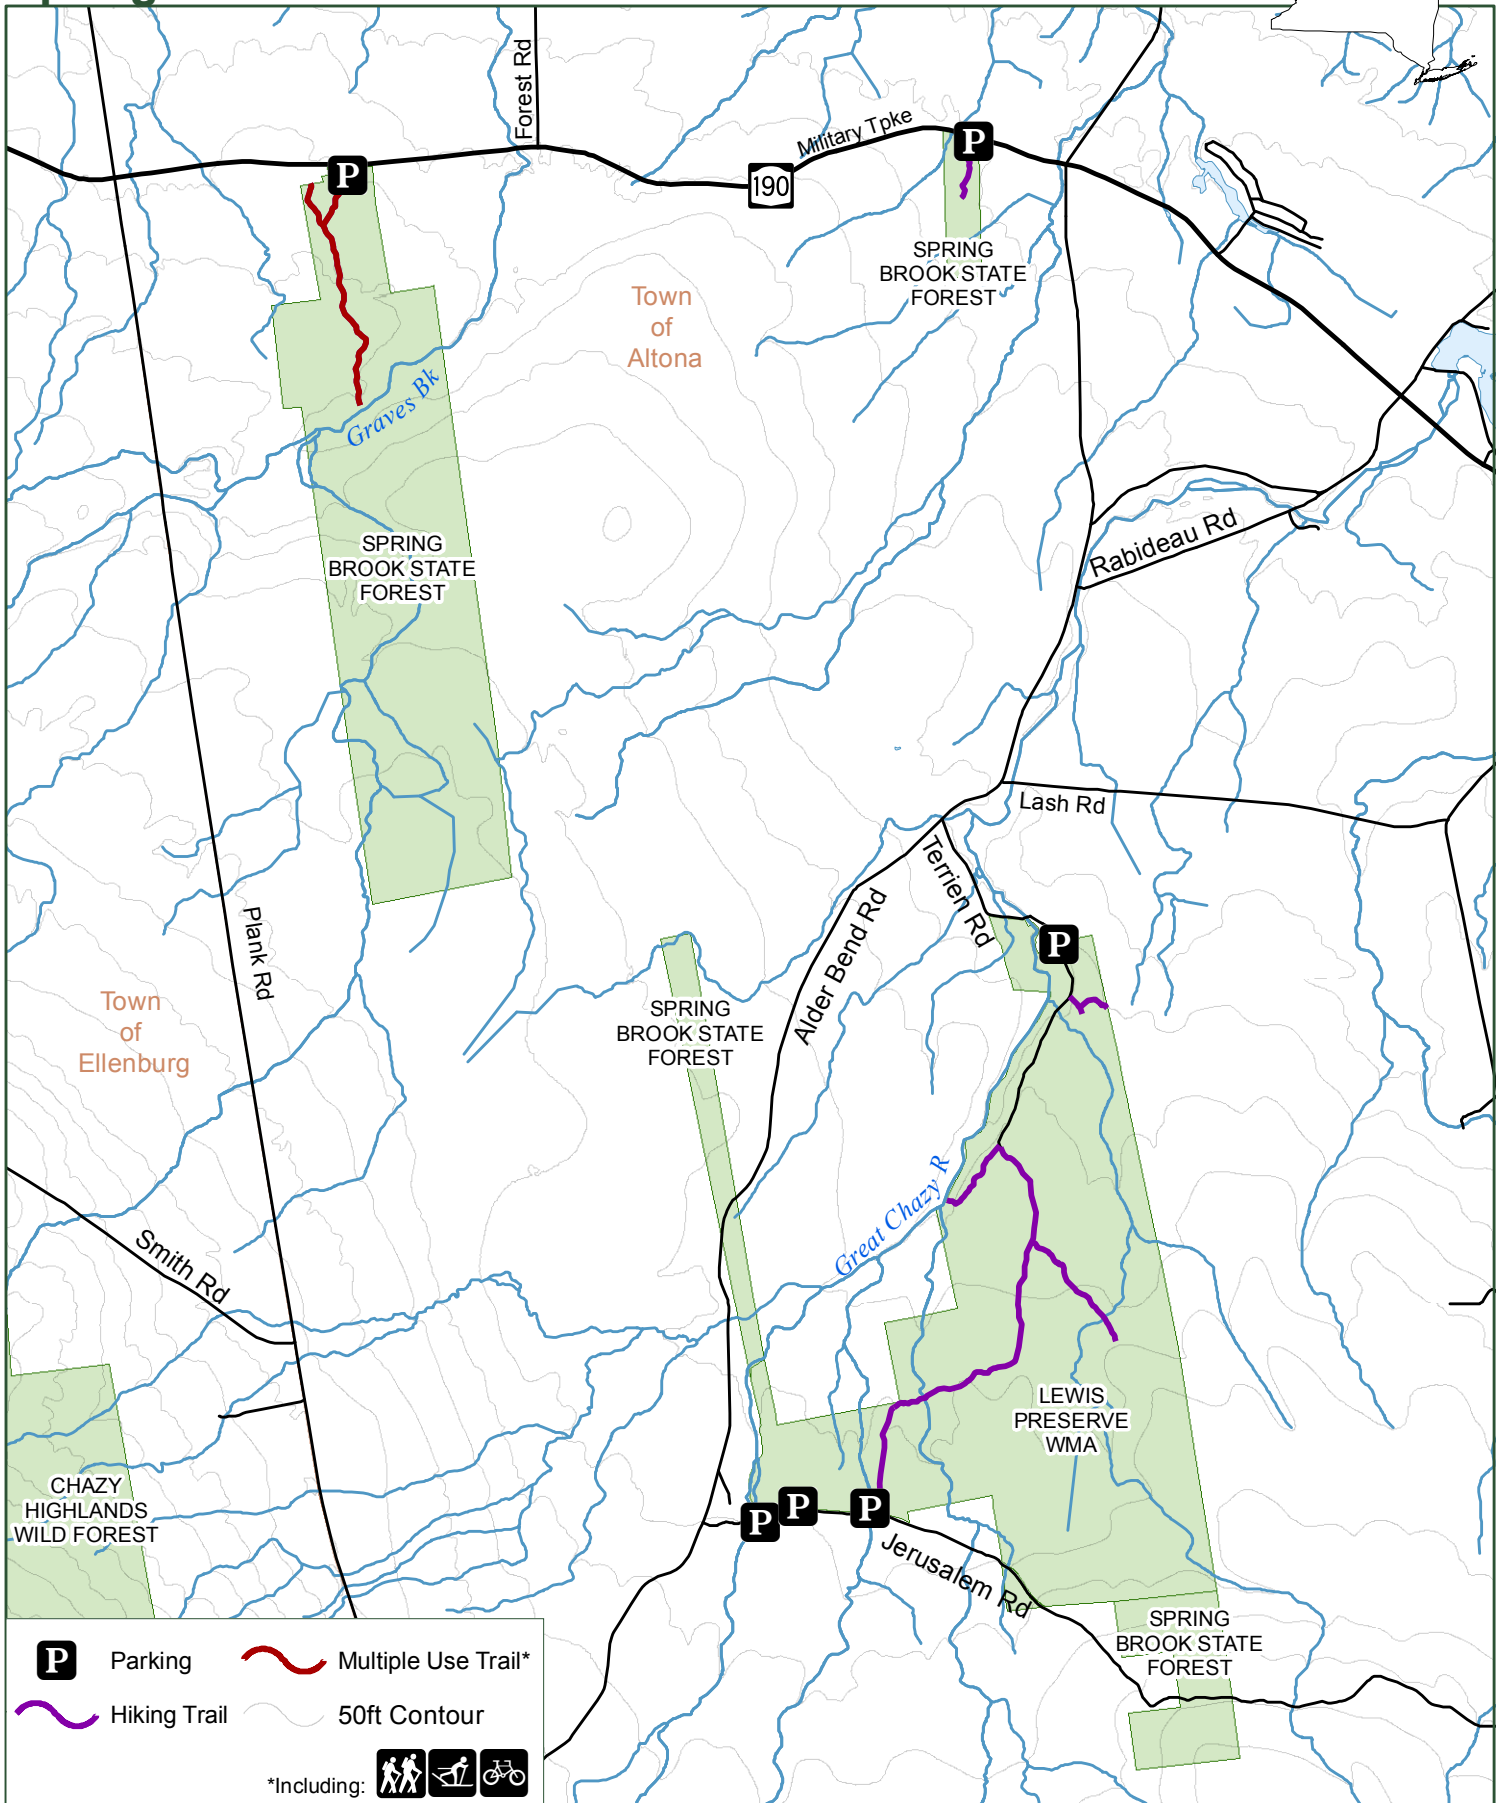 Forest Rd
Military Tpke
P
P
190
SPRING
BROOK STATE
FOREST
Town
of
Altona
Graves Bk
Rabideau Rd
SPRING
BROOK STATE
FOREST
Lash Rd
Terrien Rd
Alder Bend Rd
Plank Rd
P
Town
of
Ellenburg
SPRING
BROOK STATE
FOREST
Great Chazy R
Smith Rd
LEWIS
PRESERVE
WMA
CHAZY
HIGHLANDS
WILD FOREST
P
P
P
Jerusalem Rd
SPRING
BROOK STATE
FOREST
P Parking
Multiple Use Trail*
Hiking Trail
50ft Contour
*Including: